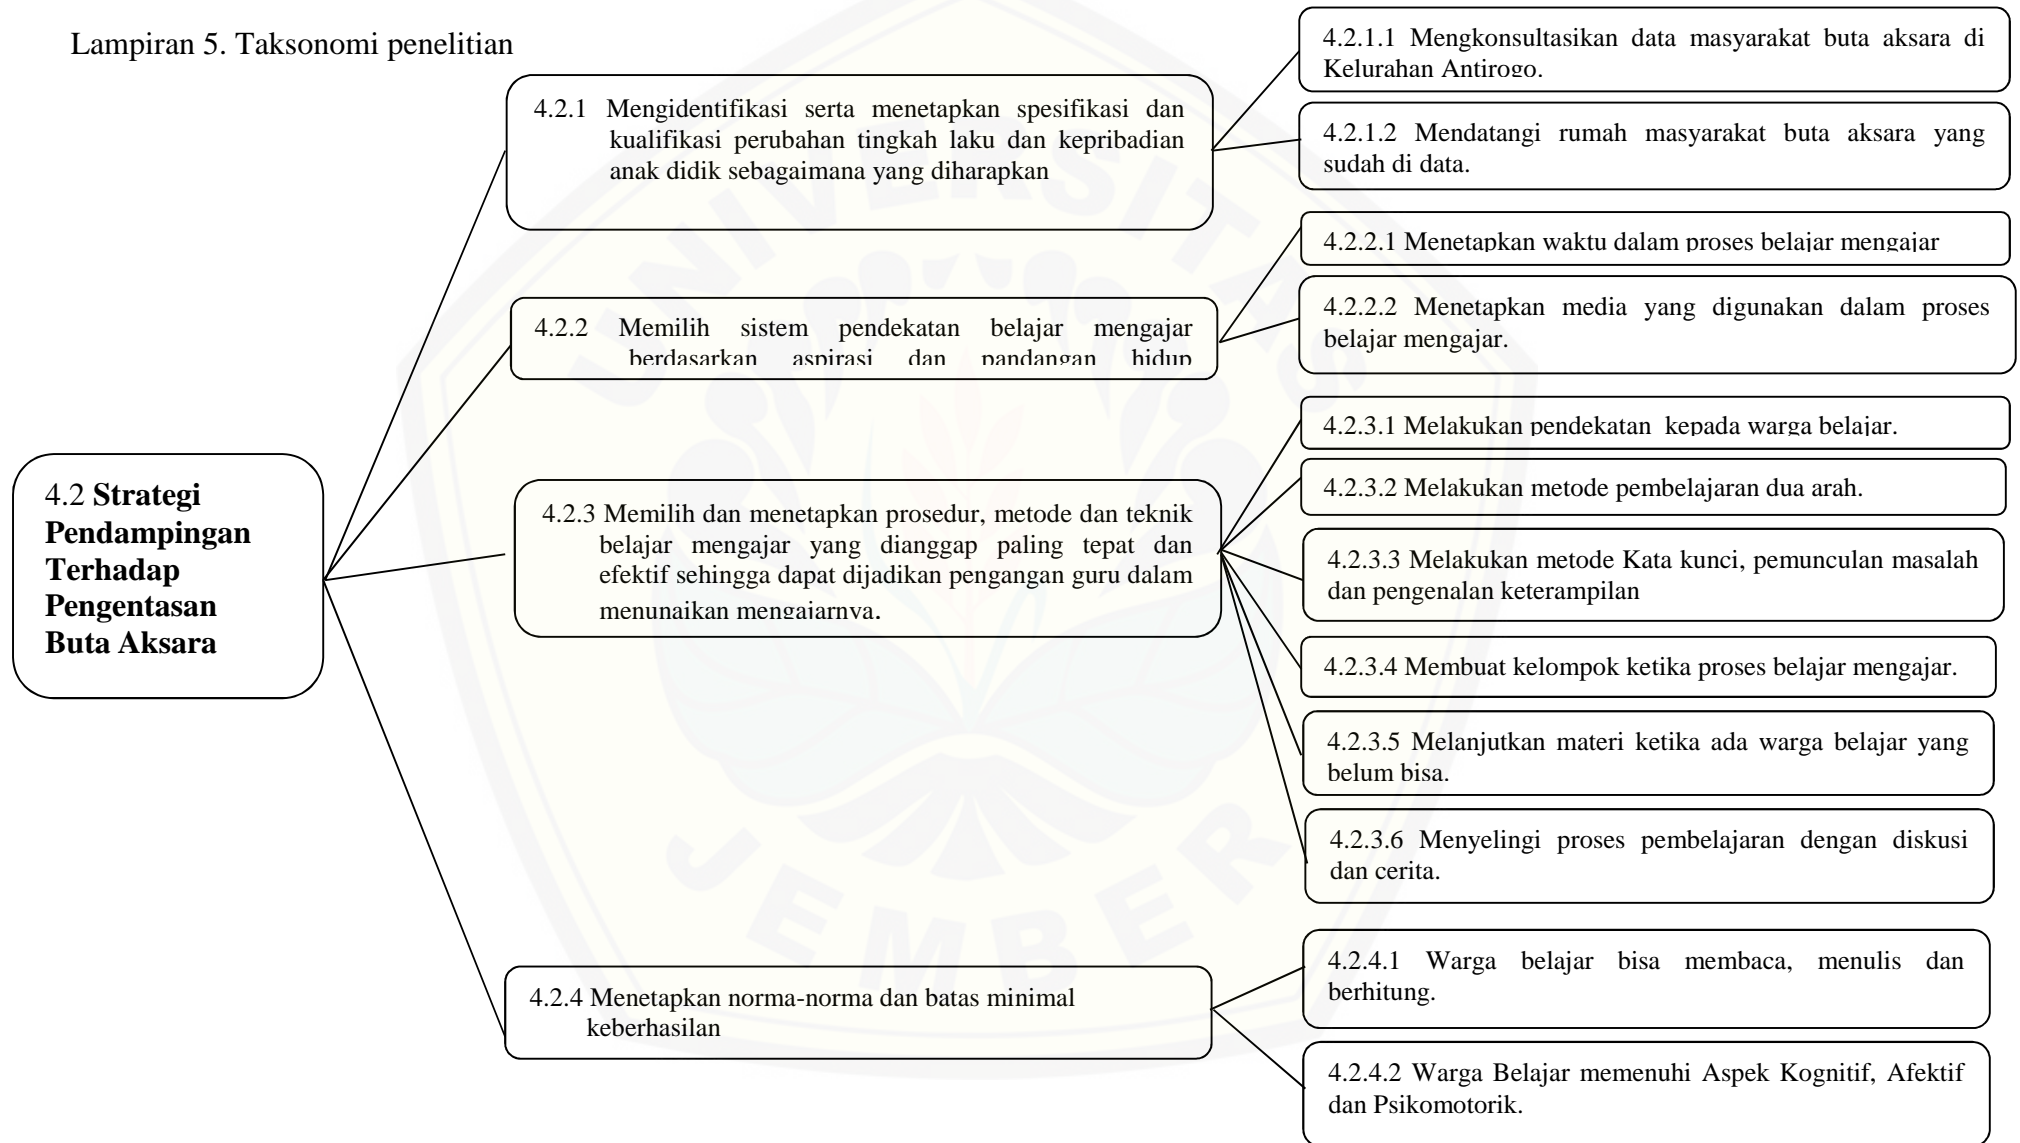 Lampiran 5. Taksonomi penelitian
4.2 Strategi
Pendampingan
Terhadap
Pengentasan
Buta Aksara
4.2.1 Mengidentifikasi serta menetapkan spesifikasi dan
kualifikasi perubahan tingkah laku dan kepribadian
anak didik sebagaimana yang diharapkan
4.2.1.1 Mengkonsultasikan data masyarakat buta aksara di
Kelurahan Antirogo.
4.2.1.2 Mendatangi rumah masyarakat buta aksara yang
sudah di data.
4.2.2 Memilih sistem pendekatan belajar mengajar
berdasarkan aspirasi dan pandangan hidup
4.2.2.1 Menetapkan waktu dalam proses belajar mengajar
4.2.2.2 Menetapkan media yang digunakan dalam proses
belajar mengajar.
4.2.3 Memilih dan menetapkan prosedur, metode dan teknik
belajar mengajar yang dianggap paling tepat dan
efektif sehingga dapat dijadikan pengangan guru dalam
menunaikan mengajarnya.
4.2.3.1 Melakukan pendekatan kepada warga belajar.
4.2.3.2 Melakukan metode pembelajaran dua arah.
4.2.3.3 Melakukan metode Kata kunci, pemunculan masalah
dan pengenalan keterampilan
4.2.3.4 Membuat kelompok ketika proses belajar mengajar.
4.2.3.5 Melanjutkan materi ketika ada warga belajar yang
belum bisa.
4.2.3.6 Menyelingi proses pembelajaran dengan diskusi
dan cerita.
4.2.4 Menetapkan norma-norma dan batas minimal
keberhasilan
4.2.4.1 Warga belajar bisa membaca, menulis dan
berhitung.
4.2.4.2 Warga Belajar memenuhi Aspek Kognitif, Afektif
dan Psikomotorik.
UNIVERSITAS
JEMBER